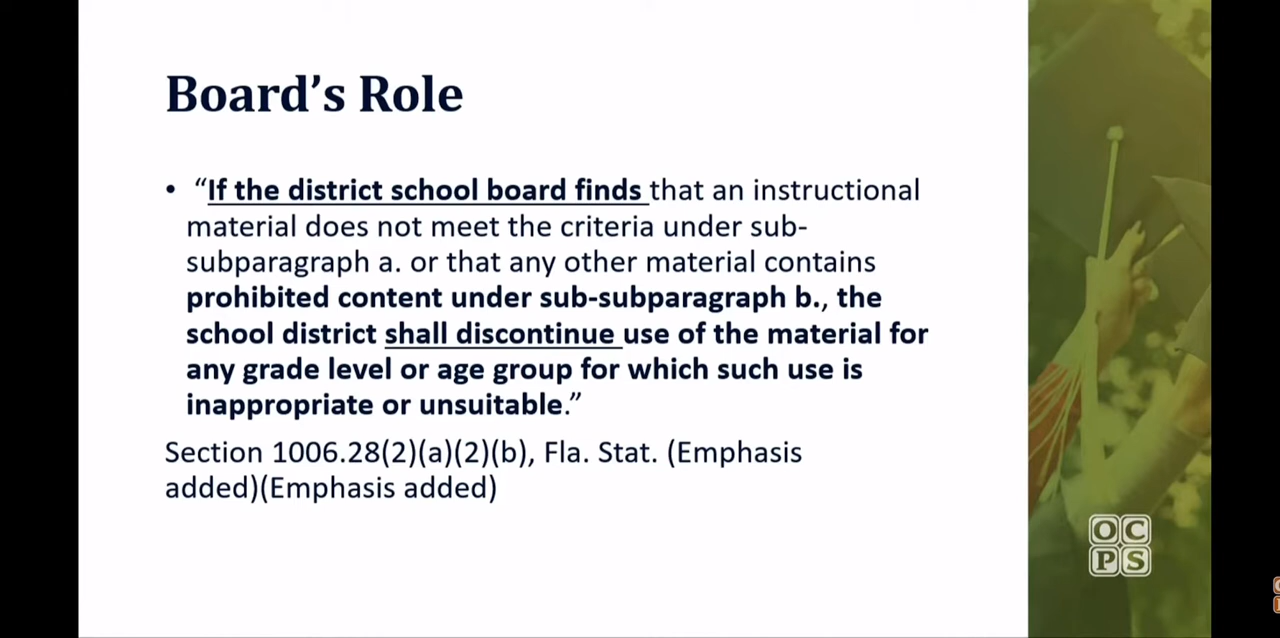 Board’s Role
• “If the district school board finds that an instructional
material does not meet the criteria under sub-
subparagraph a. or that any other material contains
prohibited content under sub-subparagraph b., the
school district shall discontinue use of the material for
any grade level or age group for which such use is
inappropriate or unsuitable.”
Section 1006.28(2)(a)(2)(b), Fla. Stat. (Emphasis
added)(Emphasis added)
OC
PS